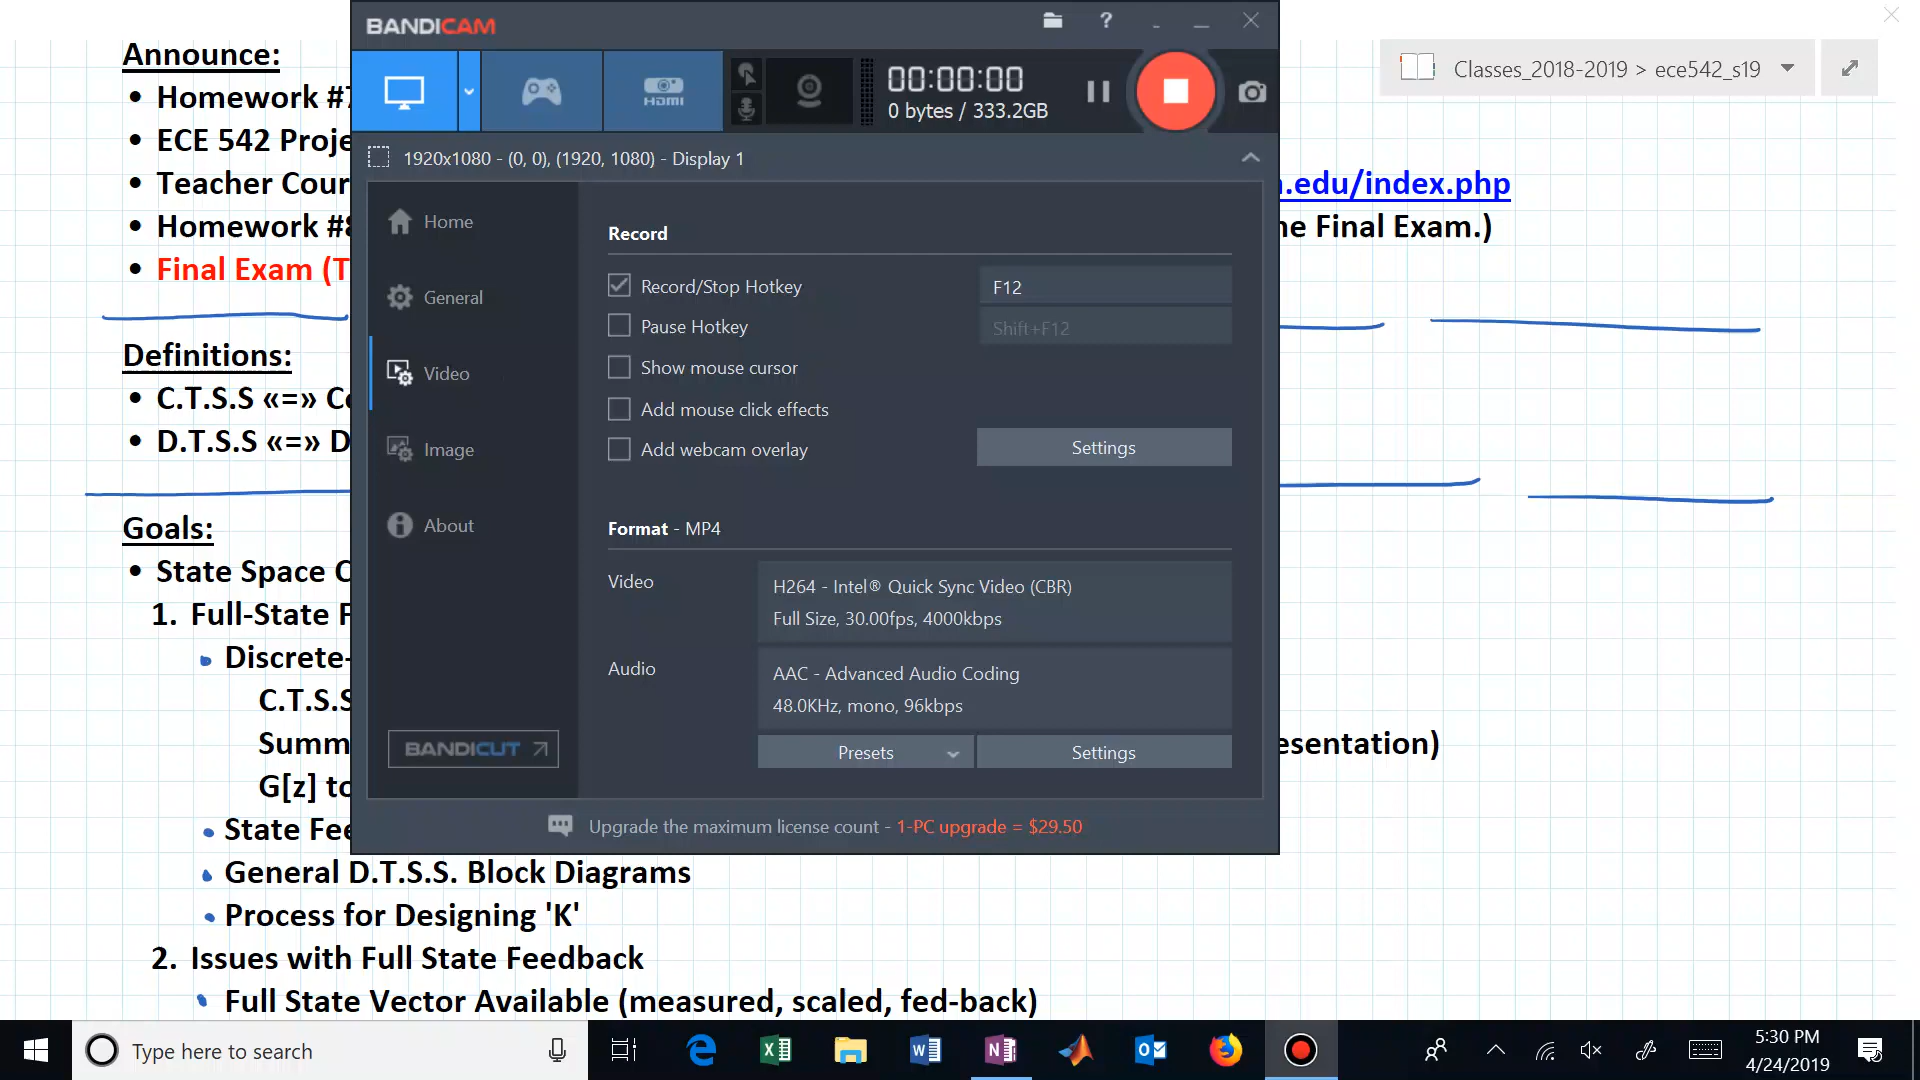 BANDICAM
?
HDMI
00:00:00
0 bytes / 333.2GB
1920x1080 - (0, 0), (1920, 1080) - Display 1
Home
General
Video
Image
About
BANDICUT
Record
Record/Stop Hotkey
F12
Pause Hotkey
Shift+F12
Show mouse cursor
Add mouse click effects
Add webcam overlay
Settings
Format - MP4
Video
H264 - Intel® Quick Sync Video (CBR)
Full Size, 30.00fps, 4000kbps
Audio
AAC - Advanced Audio Coding
48.0KHz, mono, 96kbps
Presets
Settings
Upgrade the maximum license count - 1-PC upgrade = $29.50
Classes_2018-2019 > ece542_s19
Announce:
• Homework #7
• ECE 542 Proje
• Teacher Cour
.edu/index.php
• Homework #8
he Final Exam.)
• Final Exam (T
Definitions:
• C.T.S.S «=» Co
• D.T.S.S «=» D
Goals:
• State Space C
1. Full-State F
• Discrete-
C.T.S.S
Summ
esentation)
G[z] to
• State Fee
• General D.T.S.S. Block Diagrams
• Process for Designing 'K'
2. Issues with Full State Feedback
• Full State Vector Available (measured, scaled, fed-back)
Type here to search
5:30 PM
4/24/2019